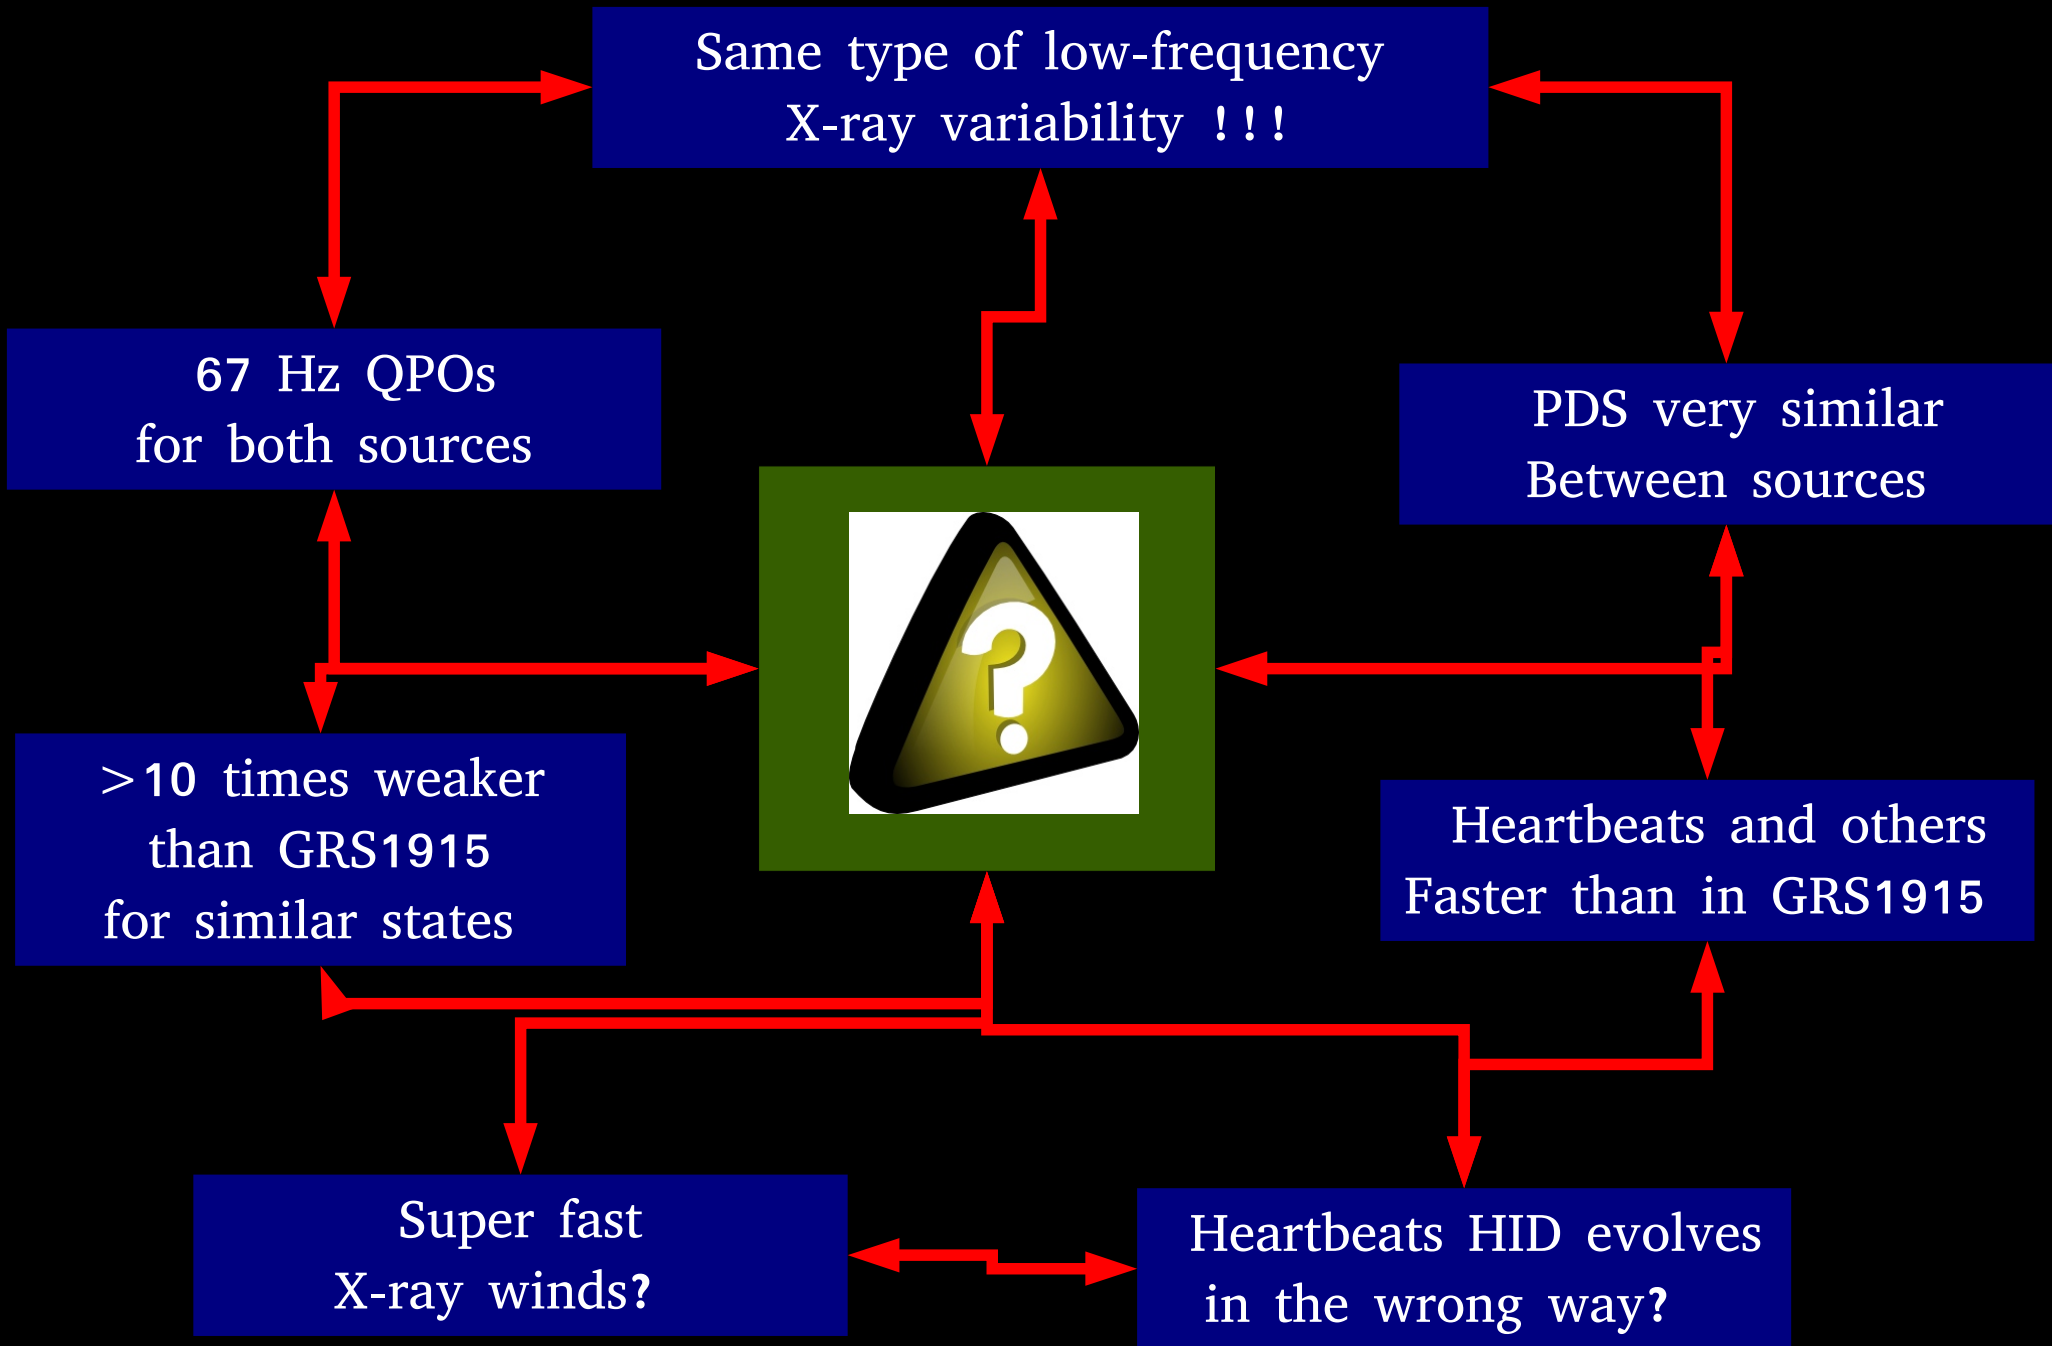 Same type of low-frequency
X-ray variability !!!
67 Hz QPOs
for both sources
PDS very similar
Between sources
?
>10 times weaker
than GRS1915
for similar states
Heartbeats and others
Faster than in GRS1915
Super fast
X-ray winds?
Heartbeats HID evolves
in the wrong way?